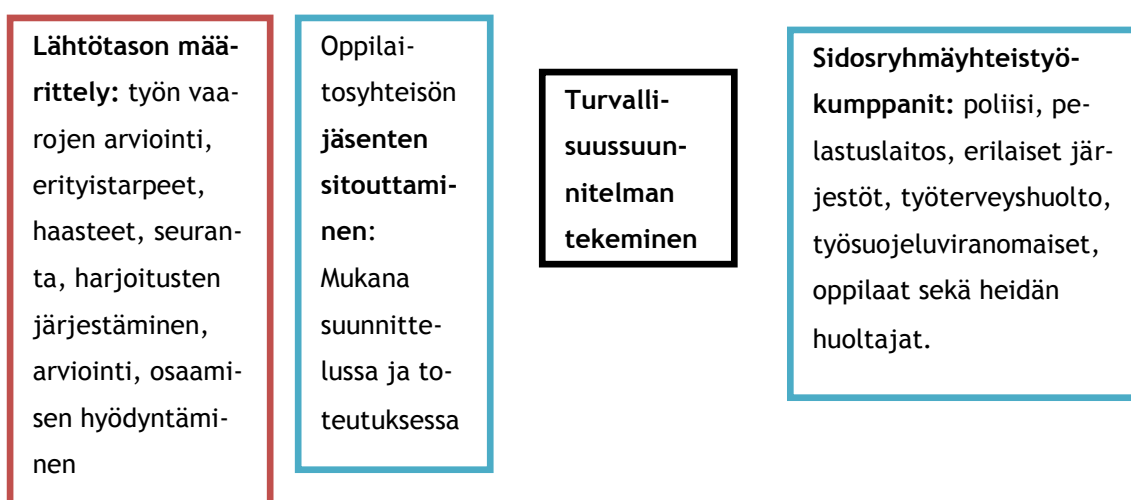 Lähtötason mää-
rittely: työn vaa-
rojen arviointi,
erityistarpeet,
haasteet, seuran-
ta, harjoitusten
järjestäminen,
arviointi, osaami-
sen hyödyntämi-
nen
Oppilai-
tosyhteisön
jäsenten
sitouttami-
nen:
Mukana
suunnitte-
lussa ja to-
teutuksessa
Turvalli-
suussuun-
nitelman
tekeminen
Sidosryhmäyhteistyö-
kumppanit: poliisi, pe-
lastuslaitos, erilaiset jär-
jestöt, työterveyshuolto,
työsuojeluviranomaiset,
oppilaat sekä heidän
huoltajat.